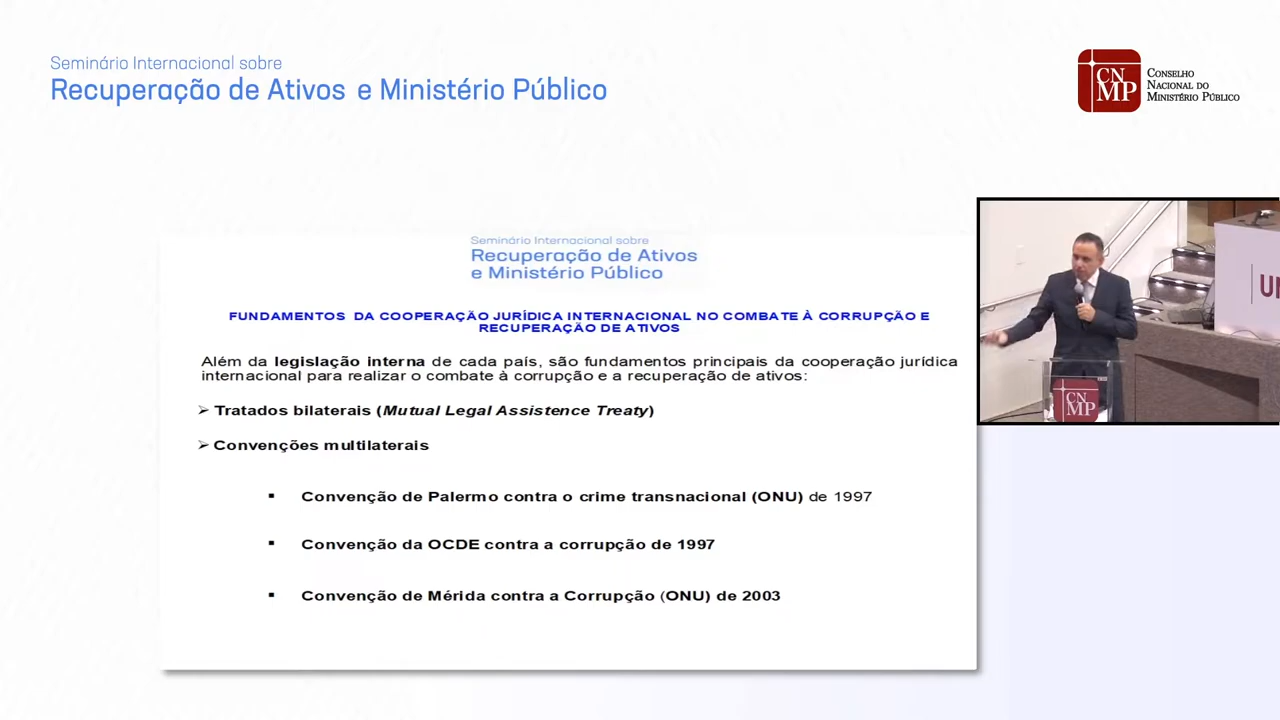 Seminário Internacional sobre
Recuperação de Ativos e Ministério Público
CN
MP
CONSELHO
NACIONAL DO
MINISTÉRIO PÚBLICO
Seminário Internacional sobre
Recuperação de Ativos
e Ministério Público
FUNDAMENTOS DA COOPERAÇÃO JURÍDICA INTERNACIONAL NO COMBATE À CORRUPÇÃO E
RECUPERAÇÃO DE ATIVOS
Além da legislação interna de cada país, são fundamentos principais da cooperação jurídica
internacional para realizar o combate à corrupção e a recuperação de ativos:
➢ Tratados bilaterais (Mutual Legal Assistence Treaty)
➢ Convenções multilaterais
▪ Convenção de Palermo contra o crime transnacional (ONU) de 1997
▪ Convenção da OCDE contra a corrupção de 1997
▪ Convenção de Mérida contra a Corrupção (ONU) de 2003
CN
MP